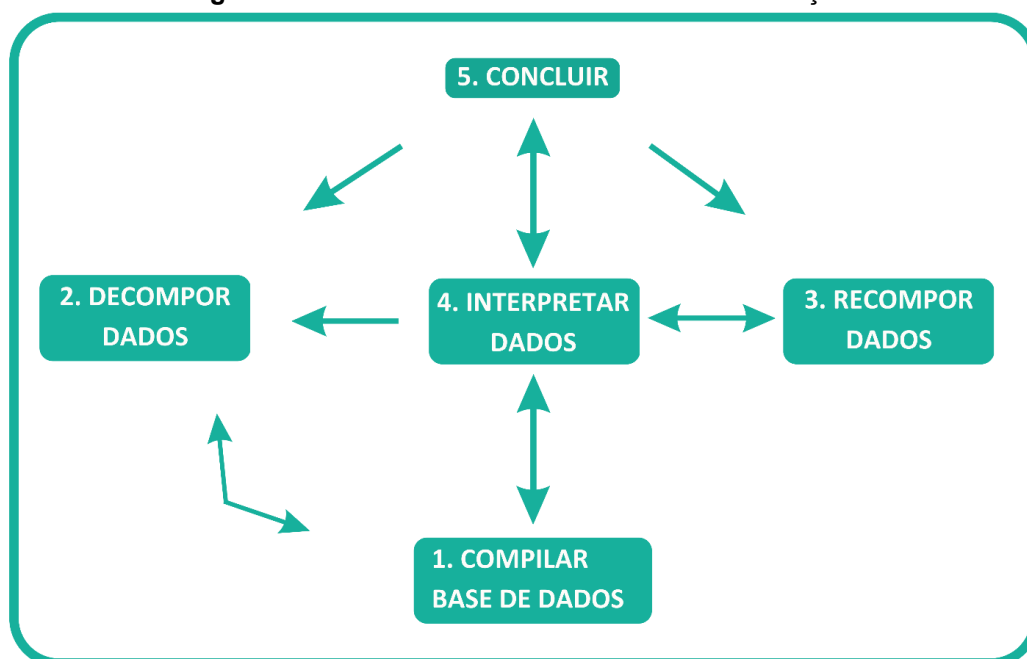 5. CONCLUIR
2. DECOMPOR
DADOS
4. INTERPRETAR
DADOS
3. RECOMPOR
DADOS
1. COMPILAR
BASE DE DADOS